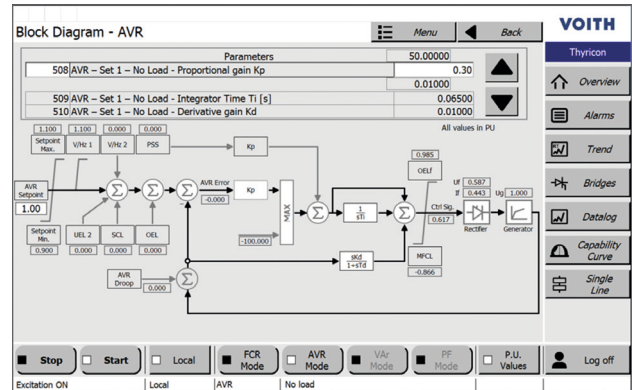 Block Diagram - AVR
Menu
Back
VOITH
Thyricon
Parameters
50.00000
508 AVR – Set 1 – No Load - Proportional gain Kp
0.30
0.01000
509 AVR – Set 1 – No Load - Integrator Time Ti [s]
0.06500
510 AVR – Set 1 – No Load - Derivative gain Kd
0.01000
All values in PU
1.100
1.100
0.000
0.000
Setpoint
Max.
V/Hz 1
V/Hz 2
PSS
Kp
0.985
OELf
AVR
Setpoint
1.00
Σ
Σ
Σ
AVR Error
-0.000
Kp
MAX
Σ
1
sTi
Σ
Uf 0.587
If 0.443
Ctrl Sig.
0.617
Ug 1.000
Rectifier
Generator
Setpoint
Min.
0.900
UEL 2
0.000
SCL
0.000
OEL
0.000
-100.000
sKd
1+sTd
MFCL
-0.866
AVR
Droop
0.000
Σ
Overview
Alarms
Trend
Bridges
Datalog
Capability
Curve
Single
Line
Stop
Start
Local
FCR
Mode
AVR
Mode
VAr
Mode
PF
Mode
P.U.
Values
Log off
Excitation ON
Local
AVR
No load